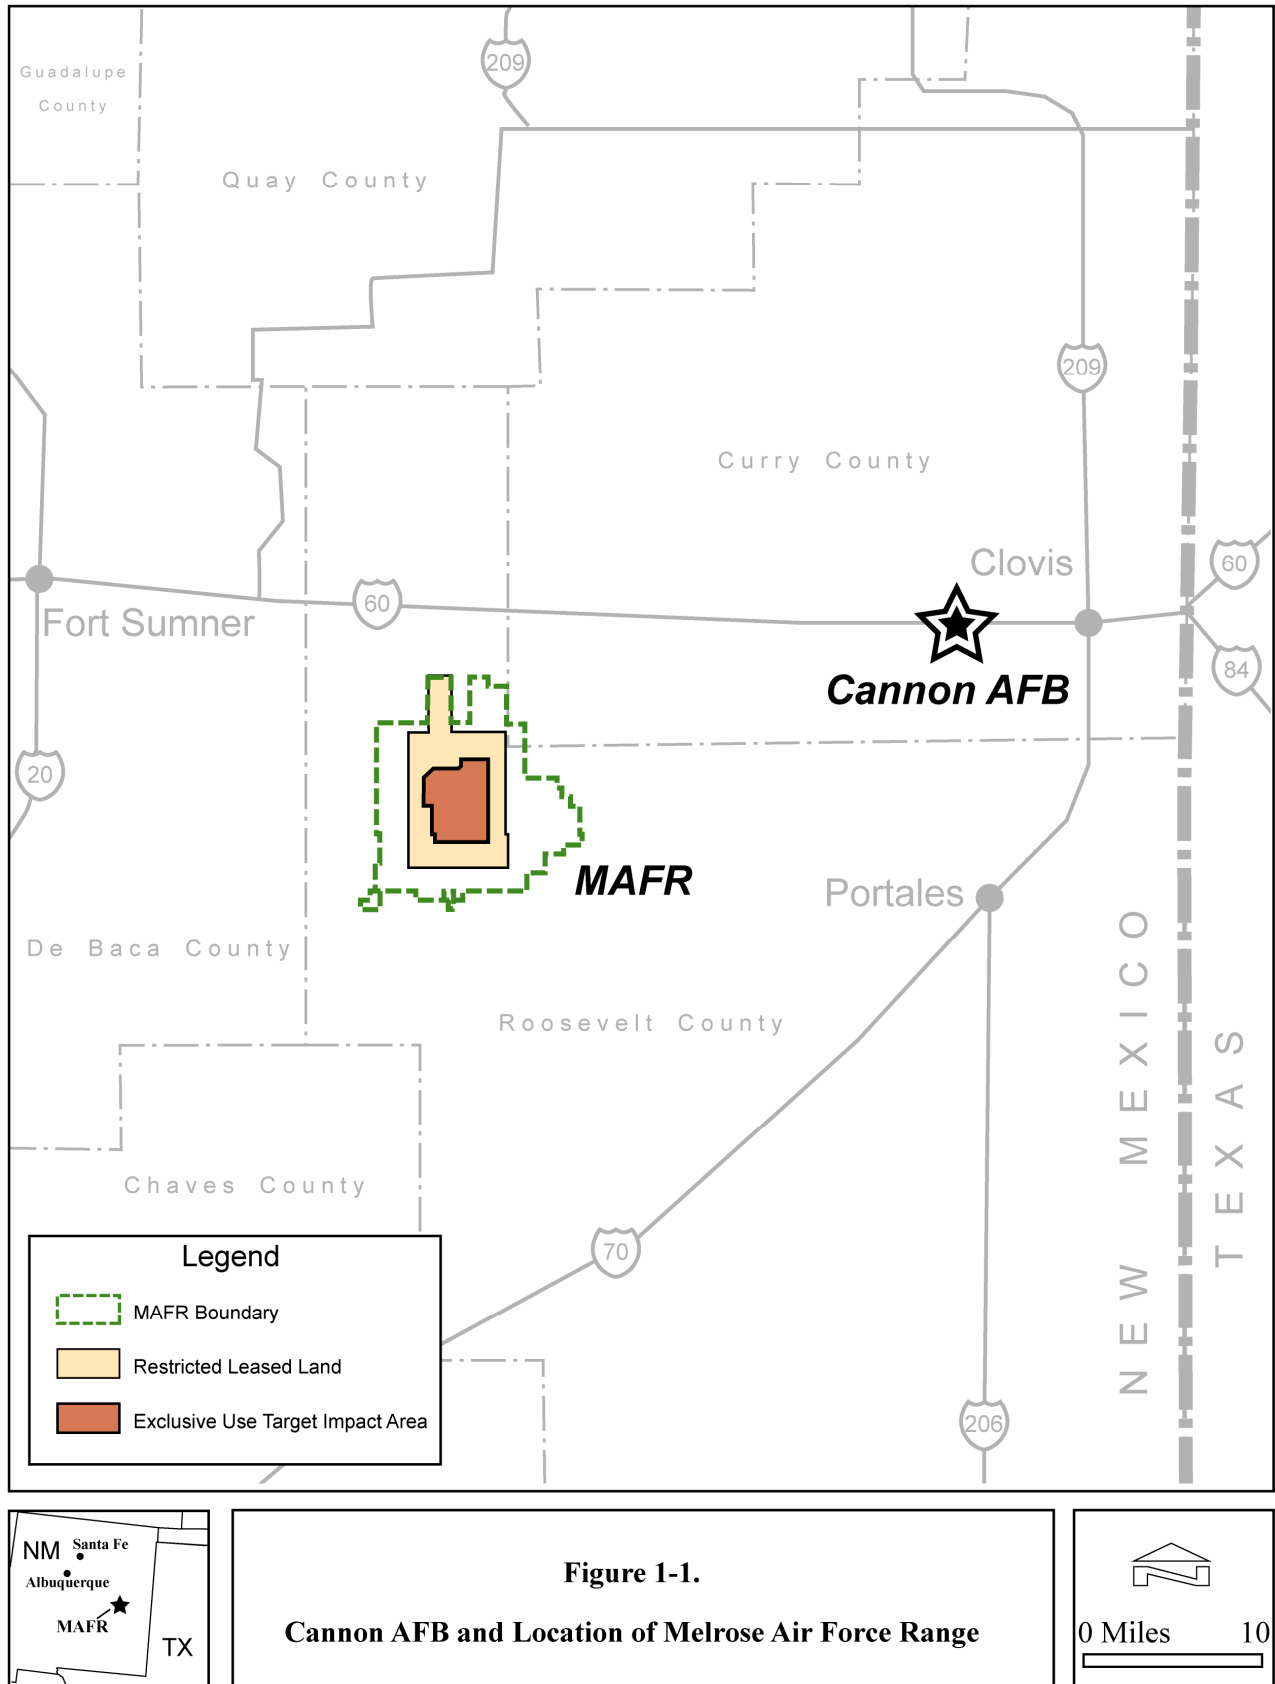 Guadalupe
County
209
Quay County
209
Curry County
Clovis
60
60
Fort Sumner
Cannon AFB
84
20
MAFR
Portales
De Baca County
Roosevelt County
NEW MEXICO
TEXAS
Chaves County
70
206
Legend
MAFR Boundary
Restricted Leased Land
Exclusive Use Target Impact Area
NM
Santa Fe
Albuquerque
MAFR
TX
Figure 1-1.
Cannon AFB and Location of Melrose Air Force Range
N
0 Miles 10